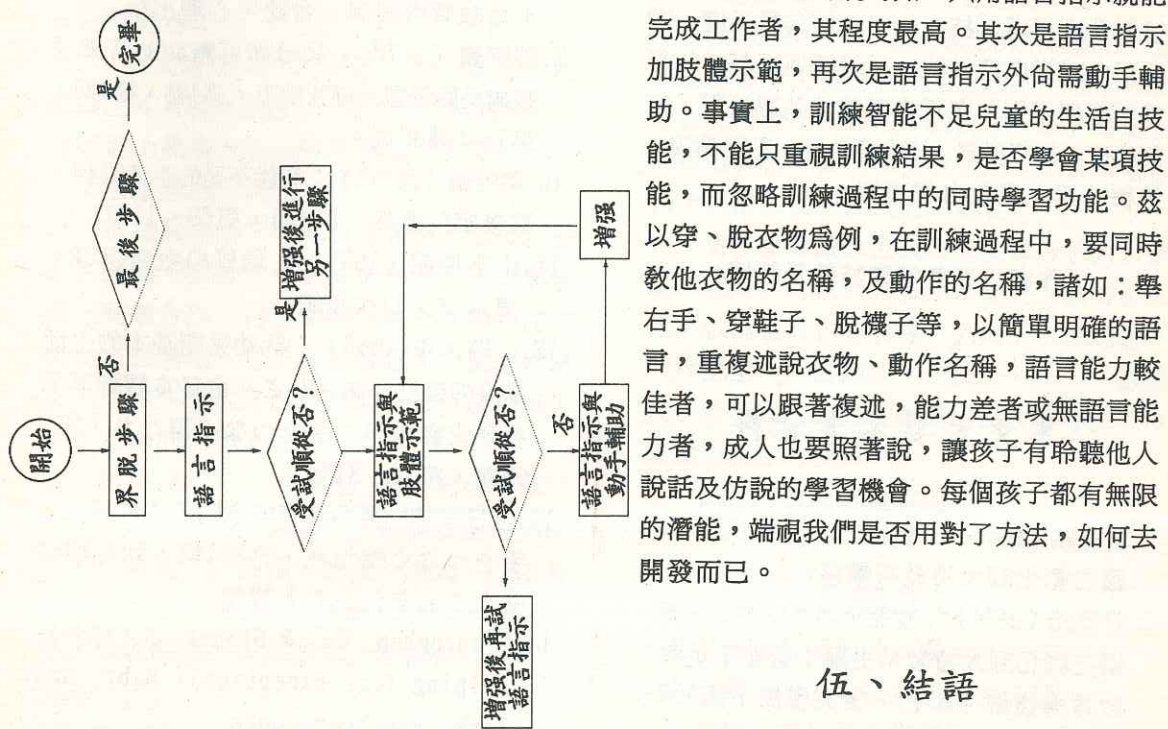 開始
界脫步驟
否
最後步驟
是
完畢
語言指示
受試順從否？
是
增强後進行
另一步驟
語言指示與
肢體示範
受試順從否？
增强後再試
語言指示
否
語言指示與
動手輔助
增强
用語言指示就能
完成工作者，其程度最高。其次是語言指示
加肢體示範，再次是語言指示外尙需動手輔
助。事實上，訓練智能不足兒童的生活自技
能。不能只重視訓練結果，是否學會某項技
能，而忽略訓練過程中的同時學習功能。茲
以穿、脫衣物爲例，在訓練過程中，要同時
敎他衣物的名稱，及動作的名稱，諸如：舉
右手、穿鞋子、脫襪子等，以簡單明確的語
言，重複述說衣物、動作名稱，語言能力較
佳者，可以跟著複述，能力差者或無語言能
力者，成人也要照著說，讓孩子有聆聽他人
說話及仿說的學習機會。每個孩子都有無限
的潛能，端視我們是否用對了方法，如何去
開發而已。
伍、結語